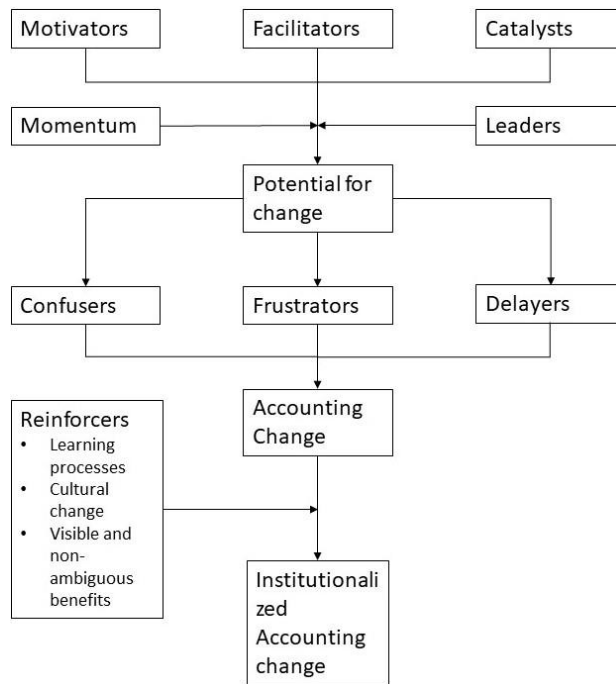 Motivators
Facilitators
Catalysts
Momentum
Leaders
Potential for
change
Confusers
Frustrators
Delayers
Accounting
Change
Reinforcers
• Learning
processes
• Cultural
change
• Visible and
non-
ambiguous
benefits
Institutionali
zed
Accounting
change